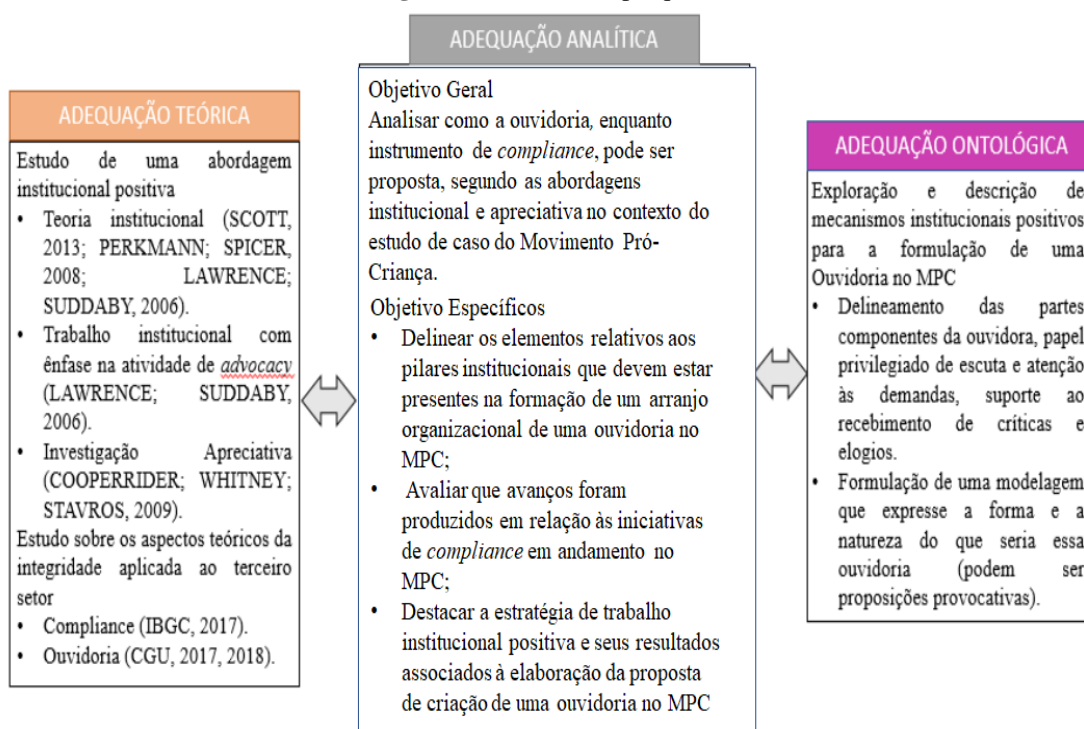 ADEQUAÇÃO ANALÍTICA
ADEQUAÇÃO TEÓRICA
Estudo de uma abordagem
institucional positiva
• Teoria institucional (SCOTT,
2013; PERKMANN; SPICER,
2008; LAWRENCE;
SUDDABY, 2006).
• Trabalho institucional com
ênfase na atividade de advocacy
(LAWRENCE; SUDDABY,
2006).
• Investigação Apreciativa
(COOPERRIDER; WHITNEY;
STAVROS, 2009).
Estudo sobre os aspectos teóricos da
integridade aplicada ao terceiro
setor
• Compliance (IBGC, 2017).
• Ouvidoria (CGU, 2017, 2018).
Objetivo Geral
Analisar como a ouvidoria, enquanto
instrumento de compliance, pode ser
proposta, segundo as abordagens
institucional e apreciativa no contexto do
estudo de caso do Movimento Pró-
Criança.
Objetivo Específicos
• Delinear os elementos relativos aos
pilares institucionais que devem estar
presentes na formação de um arranjo
organizacional de uma ouvidoria no
MPC;
• Avaliar que avanços foram
produzidos em relação às iniciativas
de compliance em andamento no
MPC;
• Destacar a estratégia de trabalho
institucional positiva e seus resultados
associados à elaboração da proposta
de criação de uma ouvidoria no MPC
ADEQUAÇÃO ONTOLÓGICA
Exploração e descrição de
mecanismos institucionais positivos
para a formulação de uma
Ouvidoria no MPC
• Delineamento das partes
componentes da ouvidora, papel
privilegiado de escuta e atenção
às demandas, suporte ao
recebimento de críticas e
elogios.
• Formulação de uma modelagem
que expresse a forma e a
natureza do que seria essa
ouvidoria (podem ser
proposições provocativas).